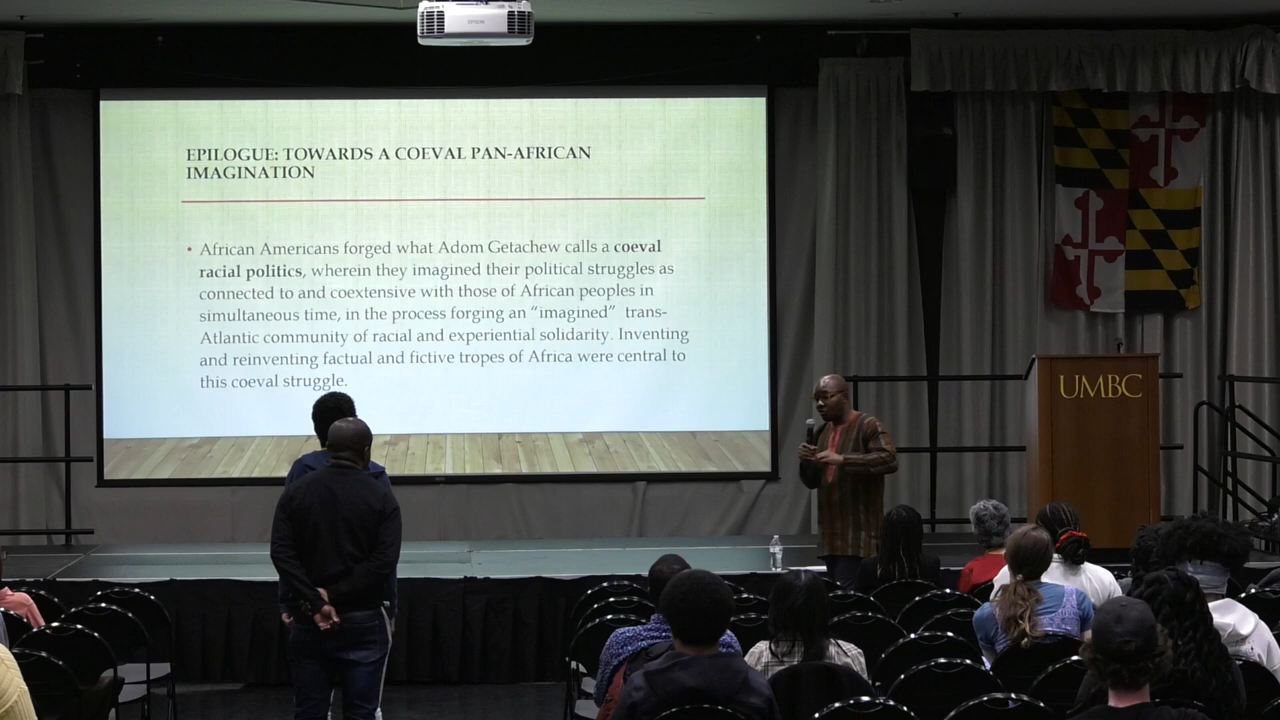 EPSON
EPILOGUE: TOWARDS A COEVAL PAN-AFRICAN
IMAGINATION
• African Americans forged what Adom Getachew calls a coeval
racial politics, wherein they imagined their political struggles as
connected to and coextensive with those of African peoples in
simultaneous time, in the process forging an “imagined” trans-
Atlantic community of racial and experiential solidarity. Inventing
and reinventing factual and fictive tropes of Africa were central to
this coeval struggle.
UMBC